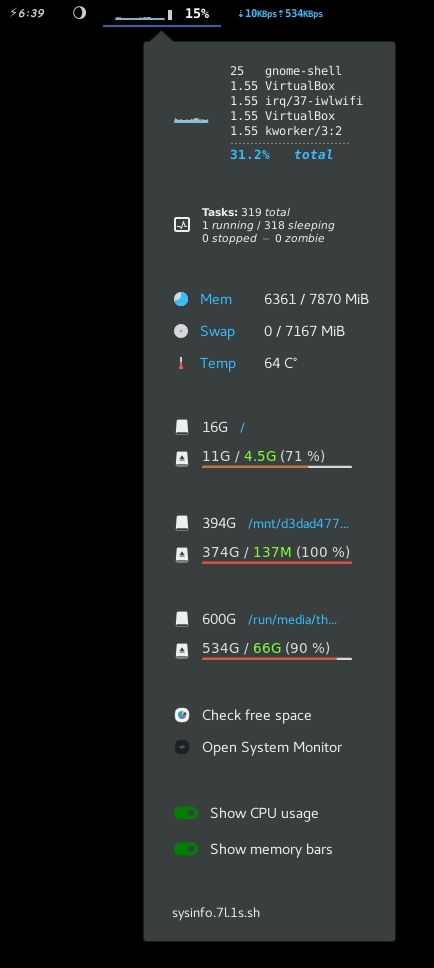 ⚡6:39 15% ↓10KBps↑534KBps
25 gnome-shell
1.55 VirtualBox
1.55 irq/37-iwlwifi
1.55 VirtualBox
1.55 kworker/3:2
31.2% total
Tasks: 319 total
1 running / 318 sleeping
0 stopped – 0 zombie
Mem 6361 / 7870 MiB
Swap 0 / 7167 MiB
Temp 64 C°
16G /
11G / 4.5G (71 %)
394G /mnt/d3dad477...
374G / 137M (100 %)
600G /run/media/th...
534G / 66G (90 %)
Check free space
Open System Monitor
Show CPU usage
Show memory bars
sysinfo.7l.1s.sh